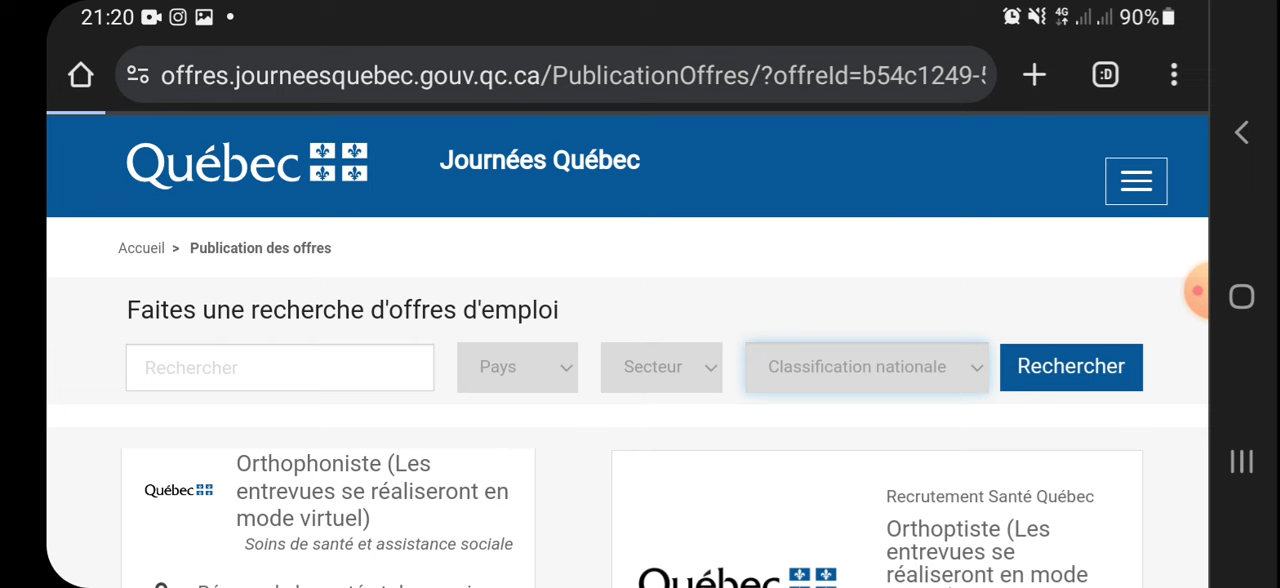 21:20
4G
90%
offres.journeesquebec.gouv.qc.ca/PublicationOffres/?offreId=b54c1249-
:D
Québec
Journées Québec
Accueil > Publication des offres
Faites une recherche d'offres d'emploi
Rechercher
Pays
Secteur
Classification nationale
Rechercher
Québec
Orthophoniste (Les
entrevues se réaliseront en
mode virtuel)
Soins de santé et assistance sociale
Recrutement Santé Québec
Orthoptiste (Les
entrevues se
réaliseront en mode
Québec